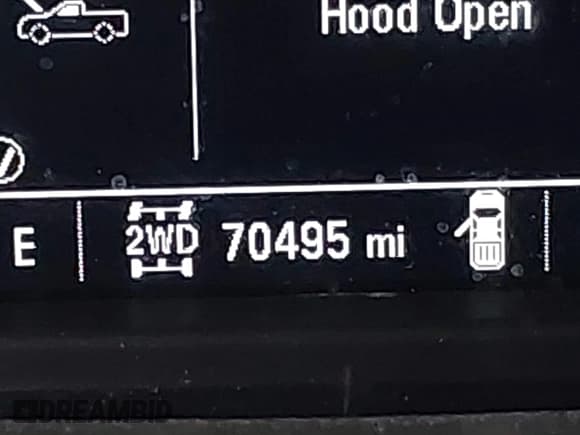 Hood Open
E 2WD 70495 mi
DREAMBID